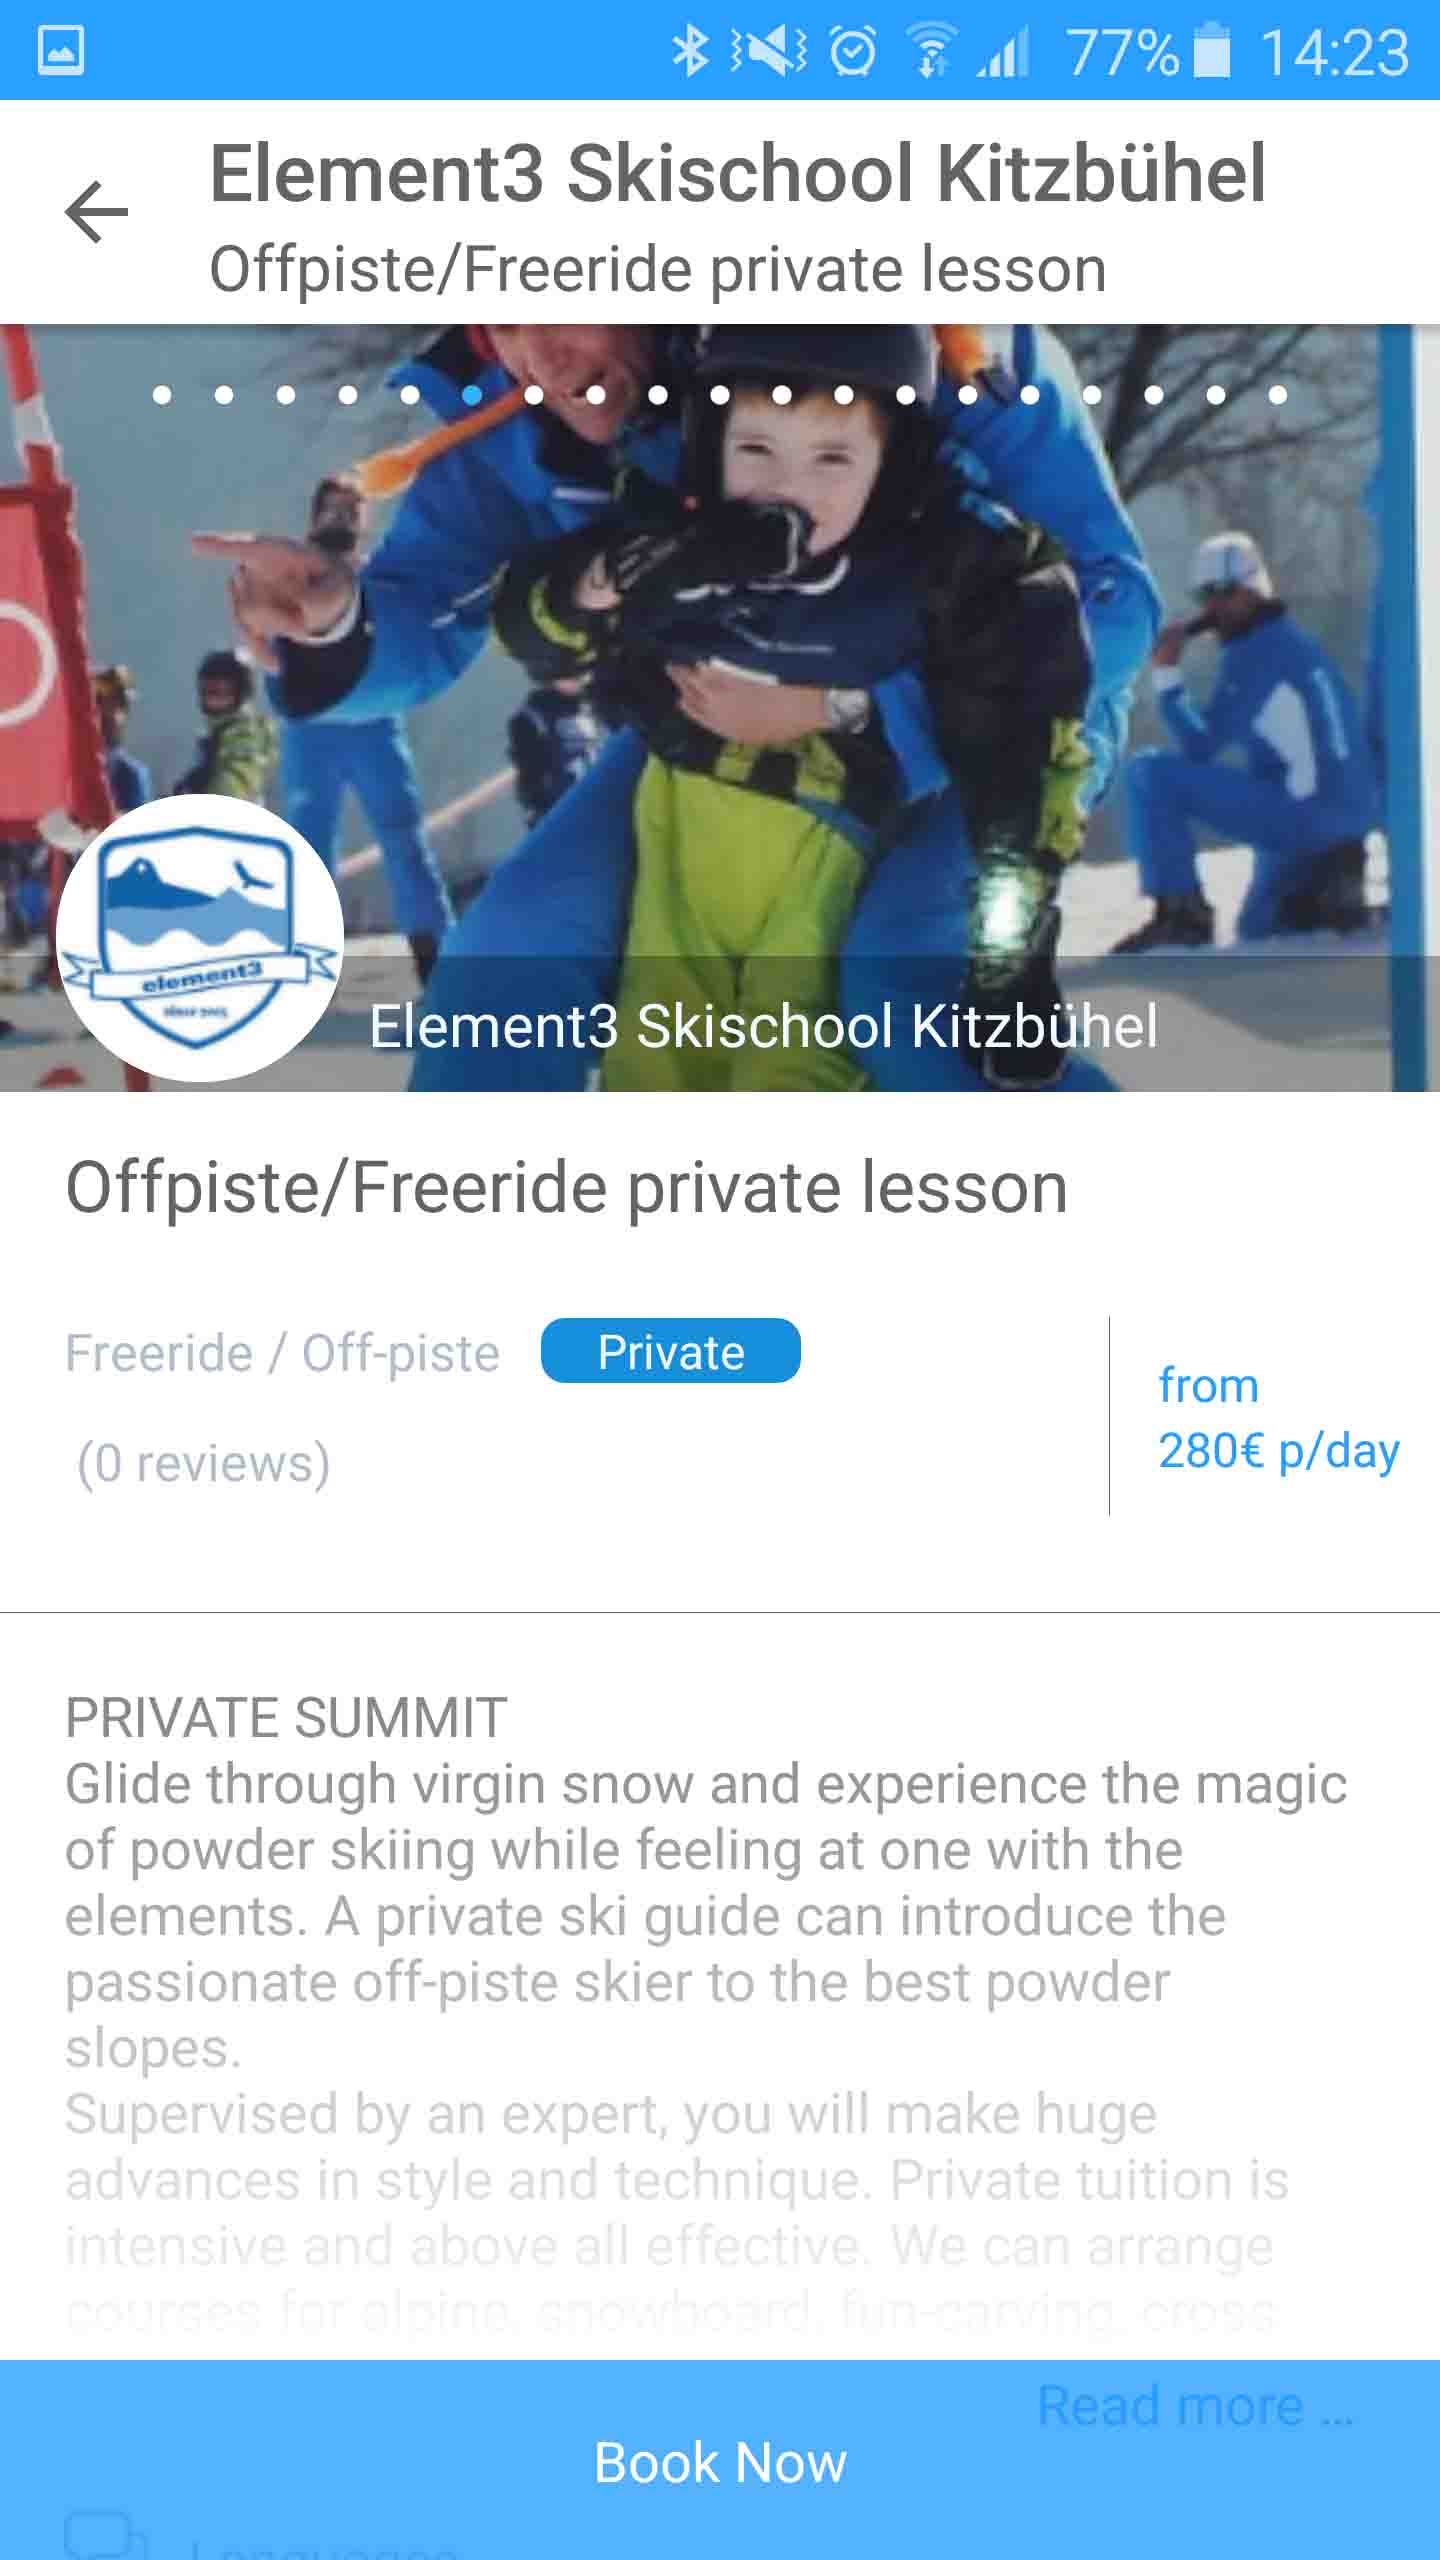 77% 14:23
Element3 Skischool Kitzbühel
Offpiste/Freeride private lesson
element3
Element3 Skischool Kitzbühel
Offpiste/Freeride private lesson
Freeride / Off-piste Private
(0 reviews)
from
280€ p/day
PRIVATE SUMMIT
Glide through virgin snow and experience the magic
of powder skiing while feeling at one with the
elements. A private ski guide can introduce the
passionate off-piste skier to the best powder
slopes.
Supervised by an expert, you will make huge
advances in style and technique. Private tuition is
intensive and above all effective. We can arrange
courses for alpine, snowboard, fun-carving, cross
Read more ...
Book Now
Languages